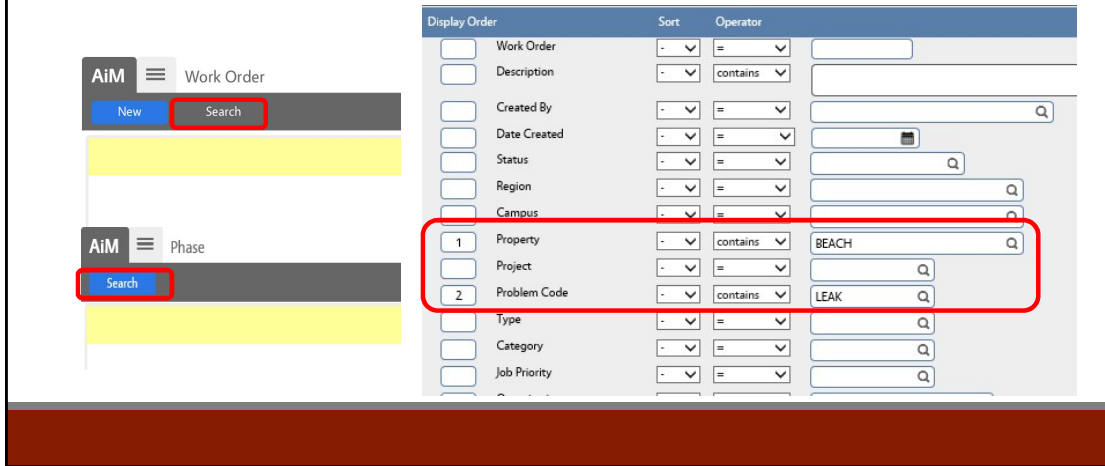 AiM Work Order
New Search
AiM Phase
Search
Display Order Sort Operator
Work Order - =
Description - contains
Created By - =
Date Created - =
Status - =
Region - =
Campus - =
1 Property - contains BEACH
Project - =
2 Problem Code - contains LEAK
Type - =
Category - =
Job Priority - =